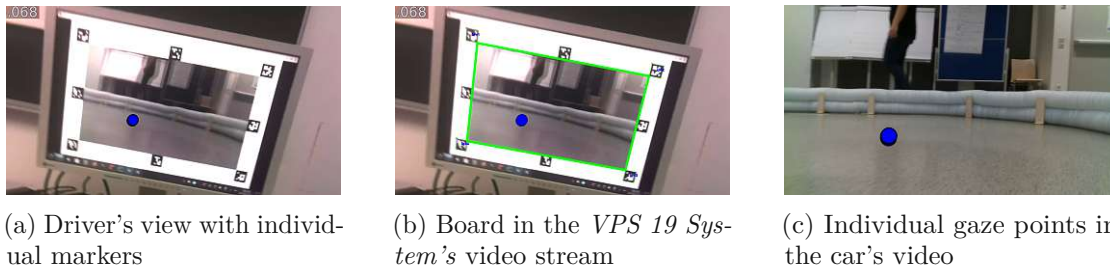 .068
.068
(a) Driver's view with individ-
ual markers
(b) Board in the VPS 19 Sys-
tem's video stream
(c) Individual gaze points in
the car's video